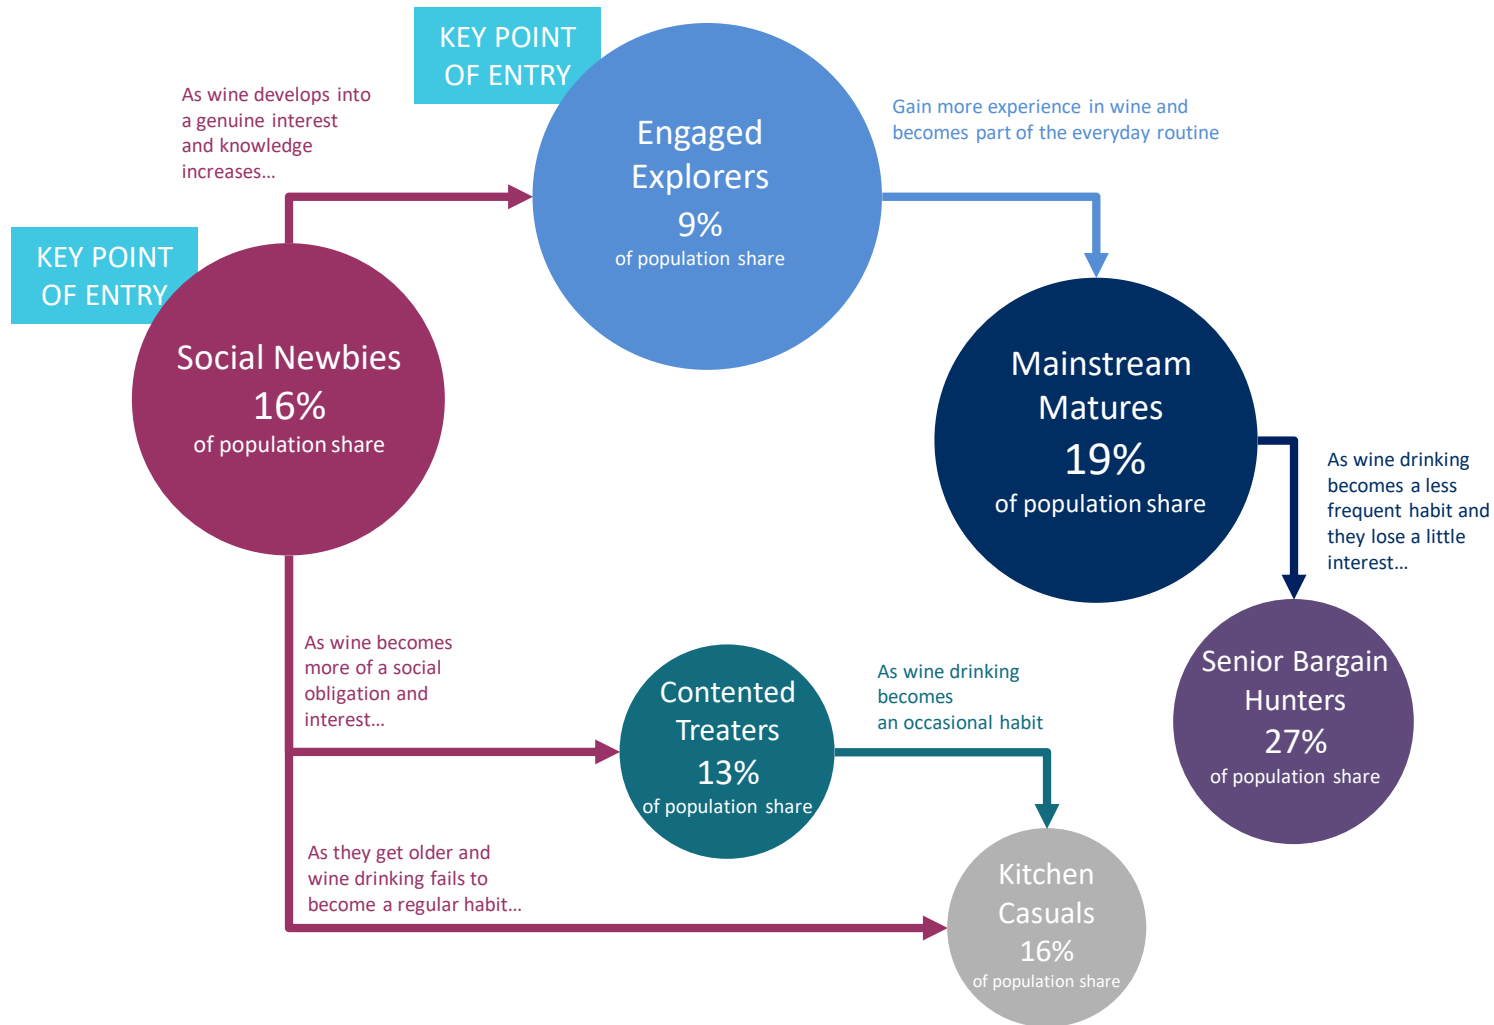 KEY POINT
OF ENTRY
As wine develops into
a genuine interest
and knowledge
increases…
Engaged
Explorers
9%
of population share
Gain more experience in wine and
becomes part of the everyday routine
KEY POINT
OF ENTRY
Social Newbies
16%
of population share
Mainstream
Matures
19%
of population share
As wine drinking
becomes a less
frequent habit and
they lose a little
interest…
As wine becomes
more of a social
obligation and
interest…
Contented
Treaters
13%
of population share
As wine drinking
becomes
an occasional habit
Senior Bargain
Hunters
27%
of population share
As they get older and
wine drinking fails to
become a regular habit…
Kitchen
Casuals
16%
of population share